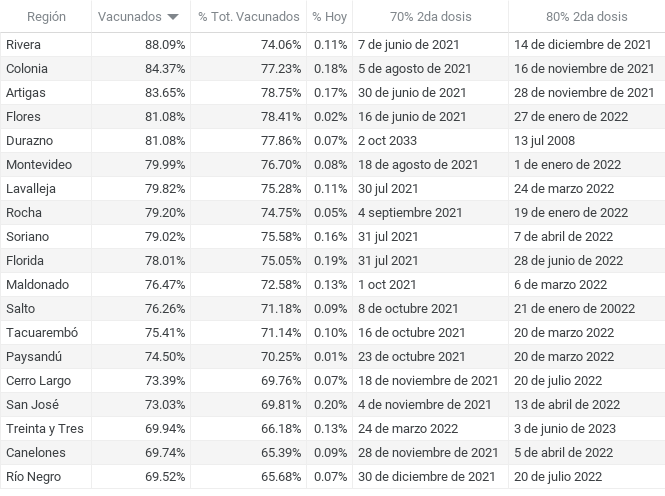 Región Vacunados % Tot. Vacunados % Hoy 70% 2da dosis 80% 2da dosis
Rivera 88.09% 74.06% 0.11% 7 de junio de 2021 14 de diciembre de 2021
Colonia 84.37% 77.23% 0.18% 5 de agosto de 2021 16 de noviembre de 2021
Artigas 83.65% 78.75% 0.17% 30 de junio de 2021 28 de noviembre de 2021
Flores 81.08% 78.41% 0.02% 16 de junio de 2021 27 de enero de 2022
Durazno 81.08% 77.86% 0.07% 2 oct 2033 13 jul 2008
Montevideo 79.99% 76.70% 0.08% 18 de agosto de 2021 1 de enero de 2022
Lavalleja 79.82% 75.28% 0.11% 30 jul 2021 24 de marzo 2022
Rocha 79.20% 74.75% 0.05% 4 septiembre 2021 19 de enero de 2022
Soriano 79.02% 75.58% 0.16% 31 jul 2021 7 de abril de 2022
Florida 78.01% 75.05% 0.19% 31 jul 2021 28 de junio de 2022
Maldonado 76.47% 72.58% 0.13% 1 oct 2021 6 de marzo 2022
Salto 76.26% 71.18% 0.09% 8 de octubre 2021 21 de enero de 20022
Tacuarembó 75.41% 71.14% 0.10% 16 de octubre 2021 20 de marzo 2022
Paysandú 74.50% 70.25% 0.01% 23 de octubre 2021 20 de marzo 2022
Cerro Largo 73.39% 69.76% 0.07% 18 de noviembre de 2021 20 de julio 2022
San José 73.03% 69.81% 0.20% 4 de noviembre de 2021 13 de abril de 2022
Treinta y Tres 69.94% 66.18% 0.13% 24 de marzo 2022 3 de junio de 2023
Canelones 69.74% 65.39% 0.09% 28 de noviembre de 2021 5 de abril de 2022
Río Negro 69.52% 65.68% 0.07% 30 de diciembre de 2021 20 de julio 2022